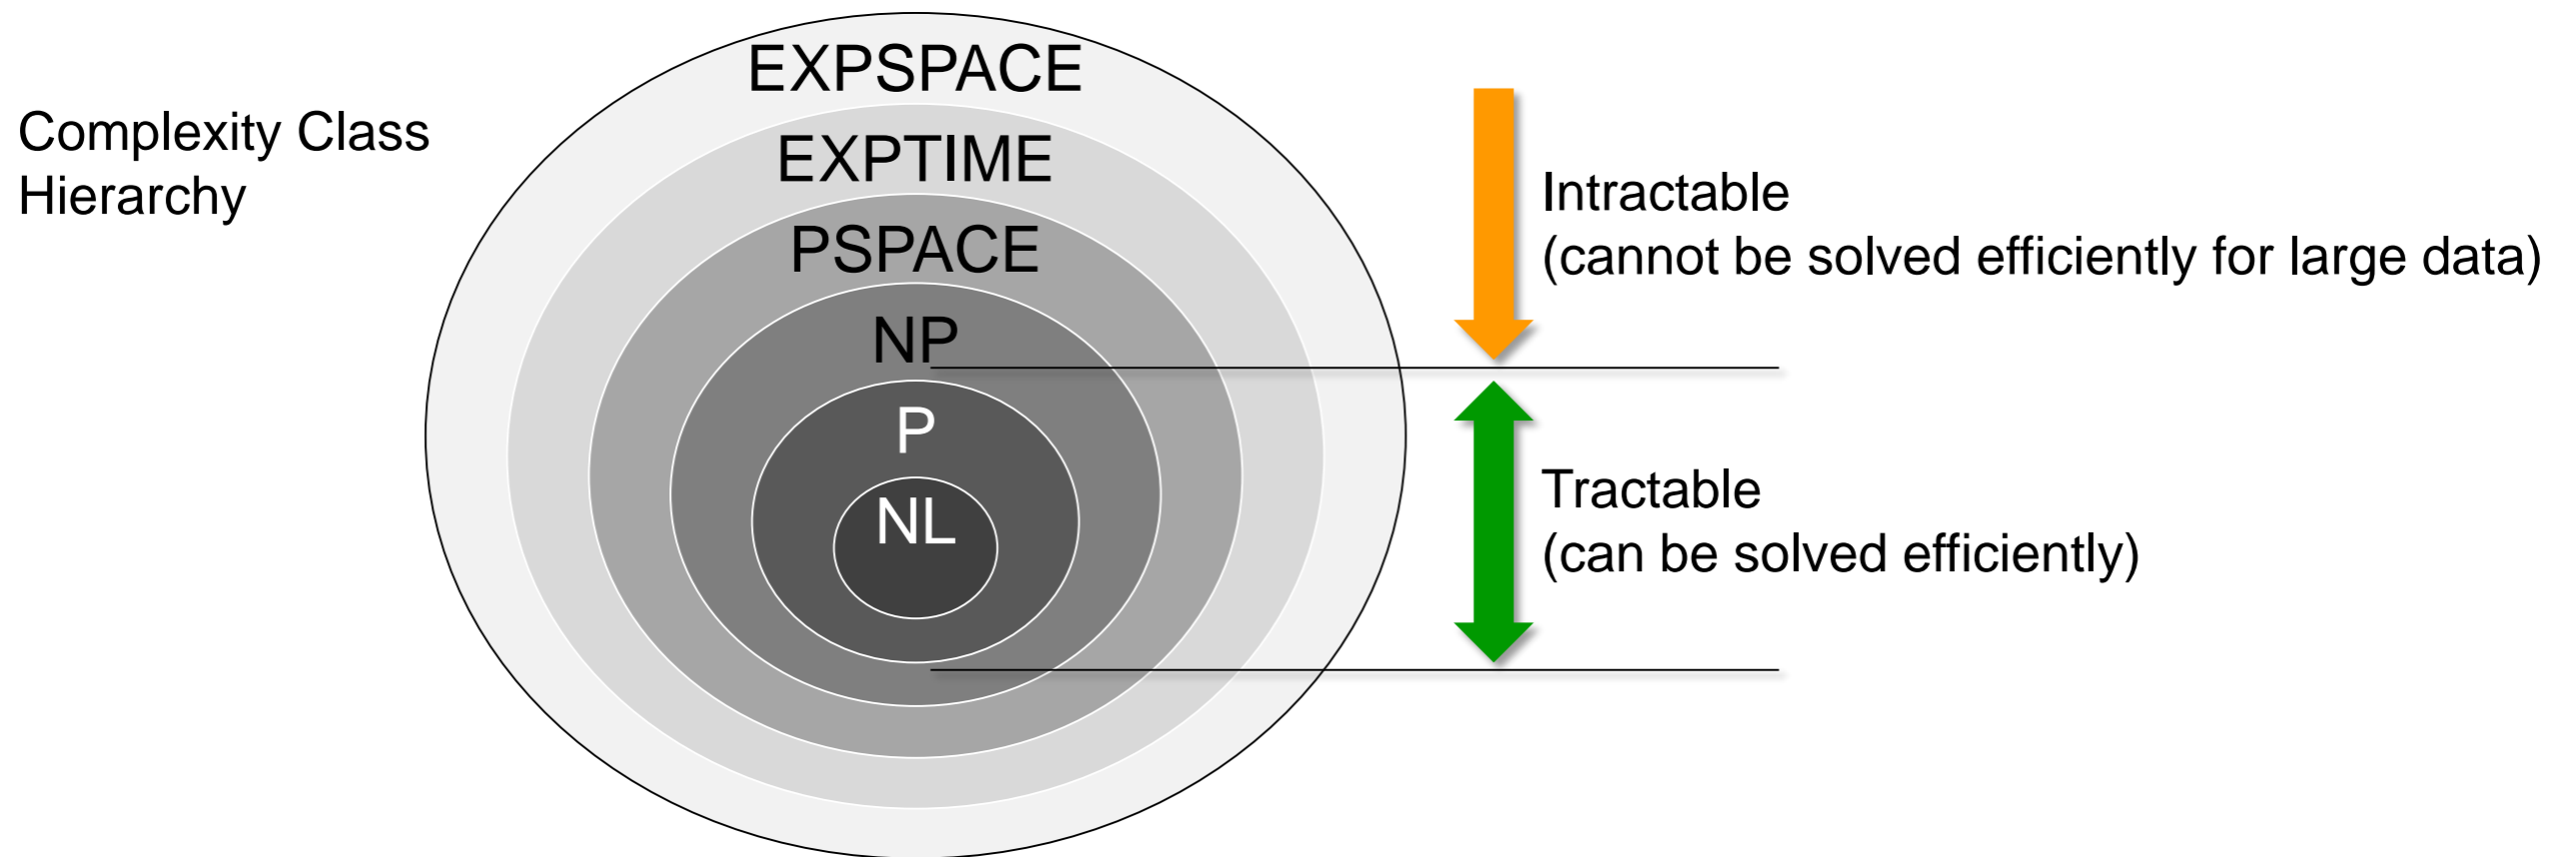 Complexity Class
Hierarchy
EXPSPACE
EXPTIME
PSPACE
NP
P
NL
Intractable
(cannot be solved efficiently for large data)
Tractable
(can be solved efficiently)